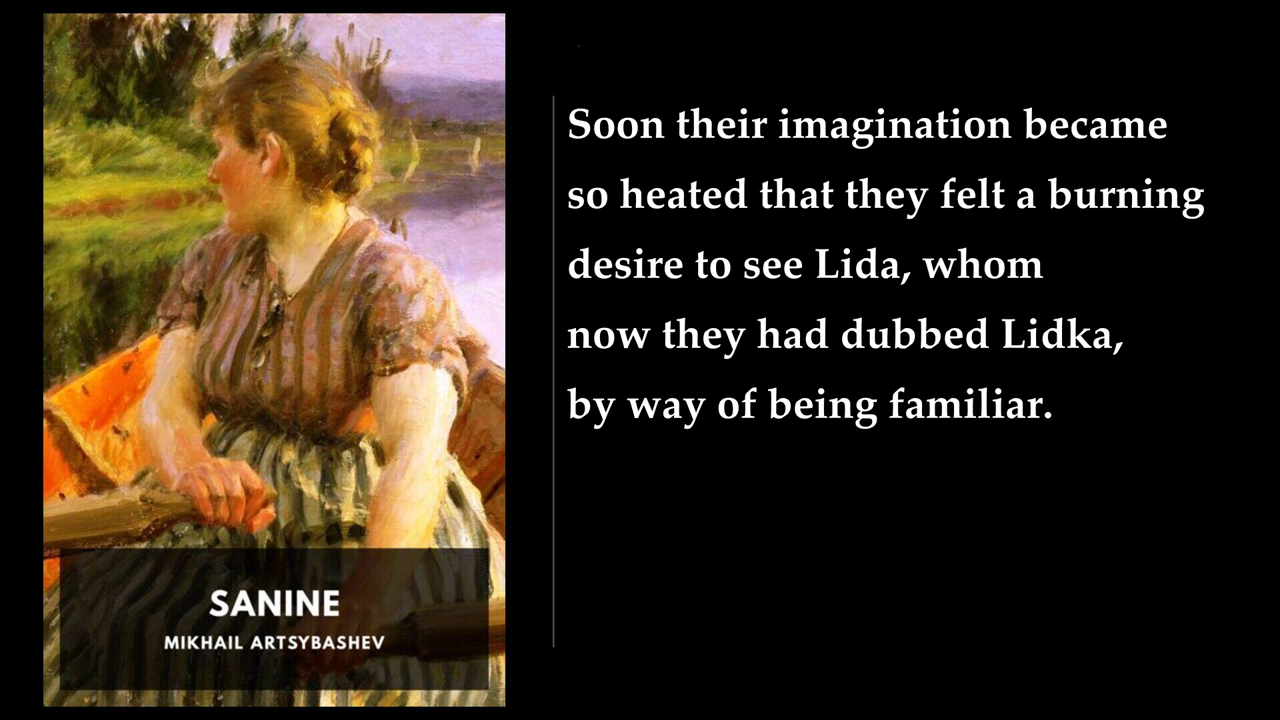 SANINE
MIKHAIL ARTSYBASHEV
Soon their imagination became
so heated that they felt a burning
desire to see Lida, whom
now they had dubbed Lidka,
by way of being familiar.